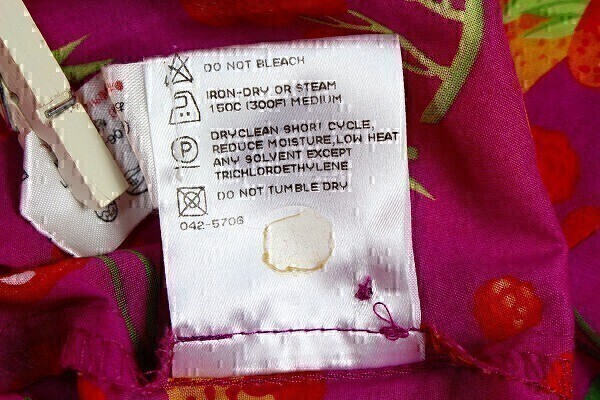 DO NOT BLEACH
IRON-DRY OR STEAM
150C (300F) MEDIUM
DRYCLEAN SHORT CYCLE,
REDUCE MOISTURE, LOW HEAT
P
ANY SOLVENT EXCEPT
TRICHLOROETHYLENE
DO NOT TUMBLE DRY
042-5706